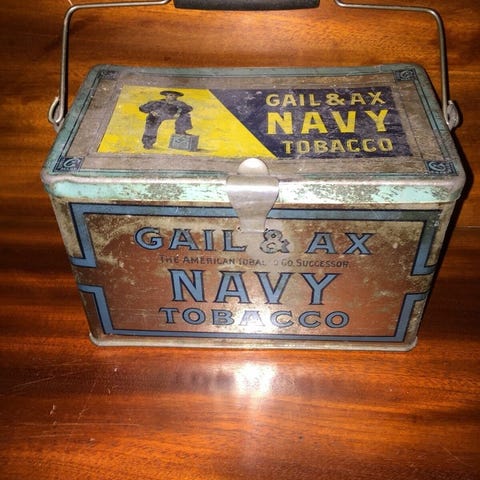 GAIL & AX
NAVY
TOBACCO
GAIL & AX
THE AMERICAN TOBACCO CO. SUCCESSOR
NAVY
TOBACCO